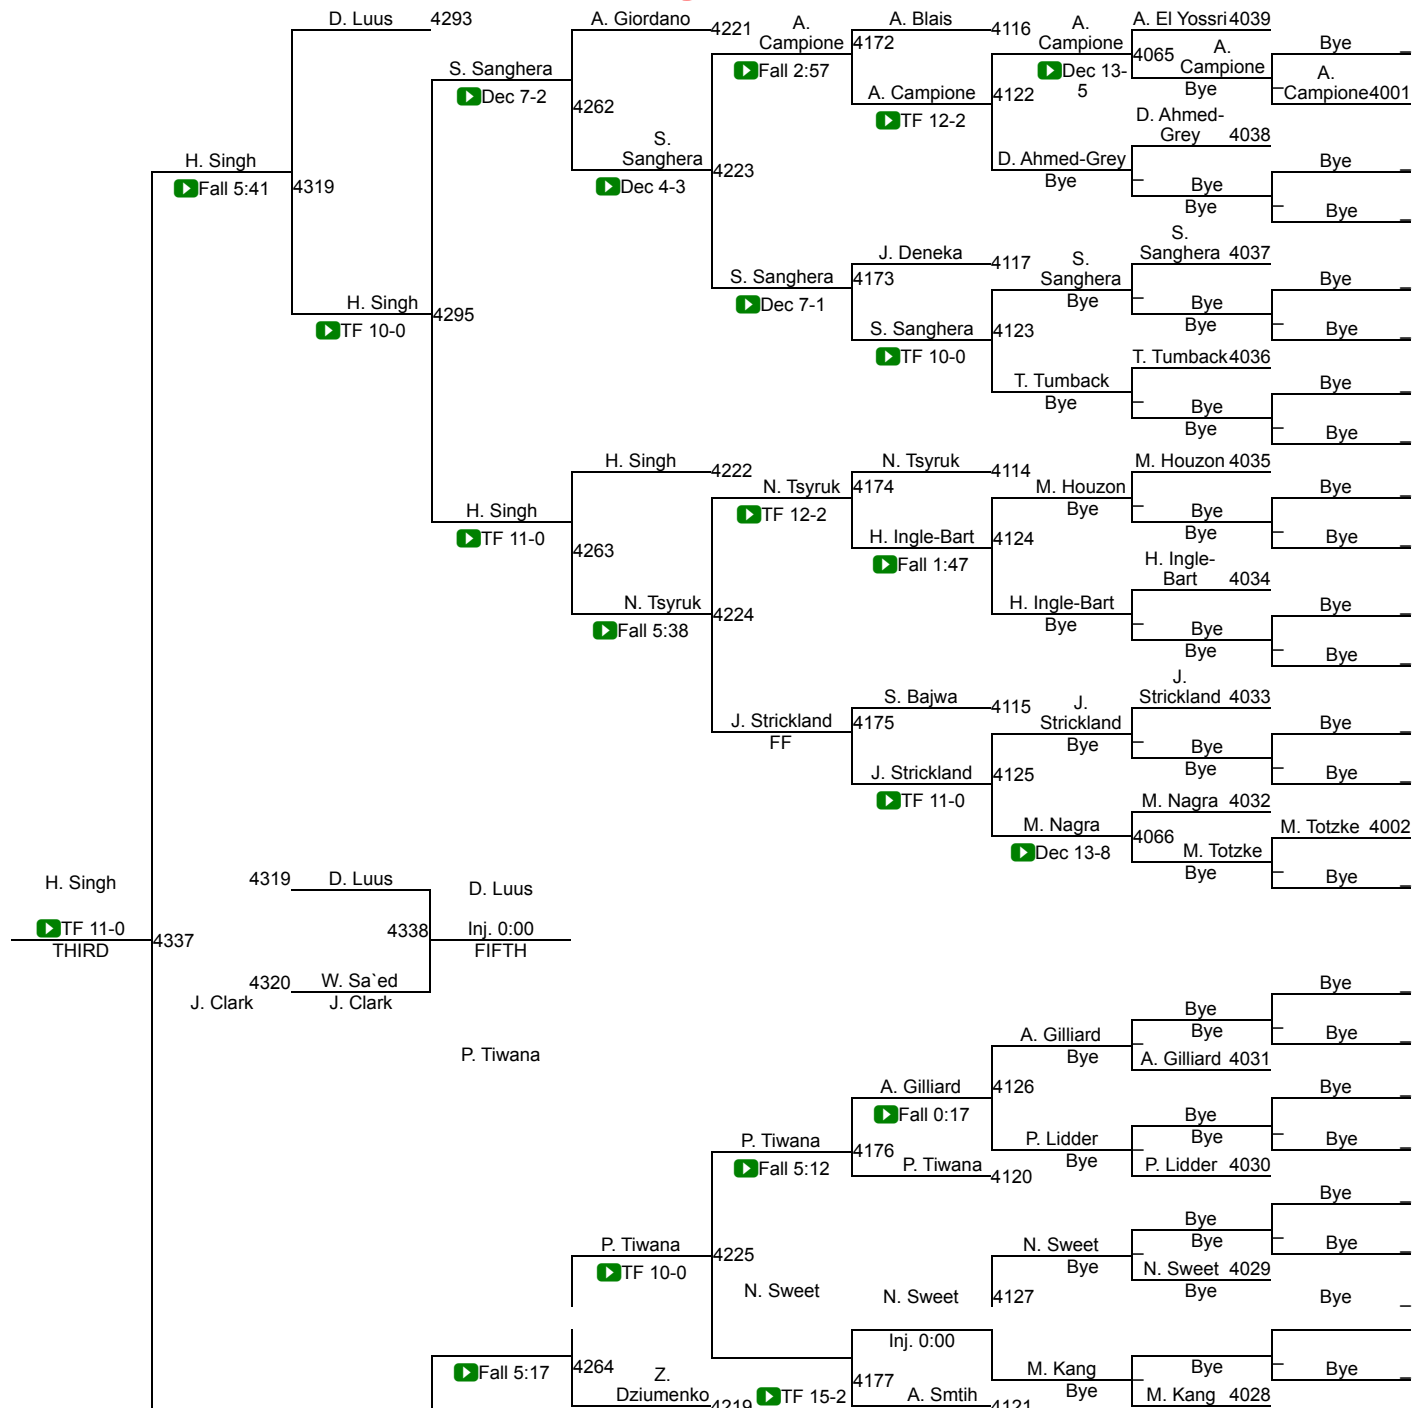 D. Luus
4293
A. Giordano
4221
A.
Campione
4172
Fall 2:57
A. Blais
4116
A.
Campione
Dec 13-
5
A. El Yossri
4039
4065
A.
Campione
Bye
Bye
A.
Campione
4001
S. Sanghera
Dec 7-2
4262
A. Campione
TF 12-2
4122
D. Ahmed-
Grey
4038
S.
Sanghera
Dec 4-3
4223
D. Ahmed-Grey
Bye
Bye
Bye
Bye
Bye
H. Singh
Fall 5:41
4319
S. Sanghera
Dec 7-1
J. Deneka
4117
4173
S.
Sanghera
Bye
S.
Sanghera
4037
Bye
Bye
Bye
Bye
H. Singh
TF 10-0
4295
S. Sanghera
TF 10-0
4123
T. Tumback
4036
T. Tumback
Bye
Bye
Bye
Bye
Bye
H. Singh
4222
N. Tsyruk
TF 12-2
N. Tsyruk
4114
4174
M. Houzon
Bye
M. Houzon
4035
Bye
Bye
Bye
Bye
H. Singh
TF 11-0
4263
H. Ingle-Bart
Fall 1:47
4124
H. Ingle-
Bart
4034
N. Tsyruk
Fall 5:38
4224
H. Ingle-Bart
Bye
Bye
Bye
Bye
Bye
J. Strickland
FF
S. Bajwa
4115
4175
J.
Strickland
Bye
J.
Strickland
4033
Bye
Bye
Bye
Bye
J. Strickland
TF 11-0
4125
M. Nagra
4032
M. Nagra
Dec 13-8
4066
M. Totzke
Bye
M. Totzke
4002
Bye
H. Singh
TF 11-0
THIRD
4337
4319
D. Luus
4338
D. Luus
Inj. 0:00
FIFTH
4320
W. Sa`ed
J. Clark
J. Clark
P. Tiwana
Bye
Bye
Bye
Bye
A. Gilliard
Bye
A. Gilliard
4031
A. Gilliard
Fall 0:17
4126
Bye
Bye
Bye
Bye
P. Tiwana
Fall 5:12
4176
P. Tiwana
4120
P. Lidder
Bye
P. Lidder
4030
P. Tiwana
TF 10-0
4225
N. Sweet
N. Sweet
N. Sweet
Bye
4127
Bye
Bye
Bye
Bye
N. Sweet
4029
Bye
Bye
Inj. 0:00
Fall 5:17
4264
Z.
Dziumenko
4219
TF 15-2
4177
A. Smtih
4121
M. Kang
Bye
Bye
Bye
M. Kang
4028